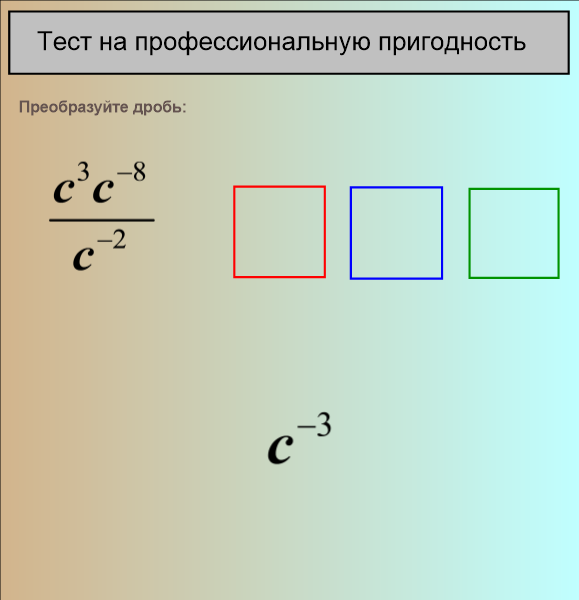 Тест на профессиональную пригодность
Преобразуйте дробь:
c³c⁻⁸
c⁻²
c⁻³